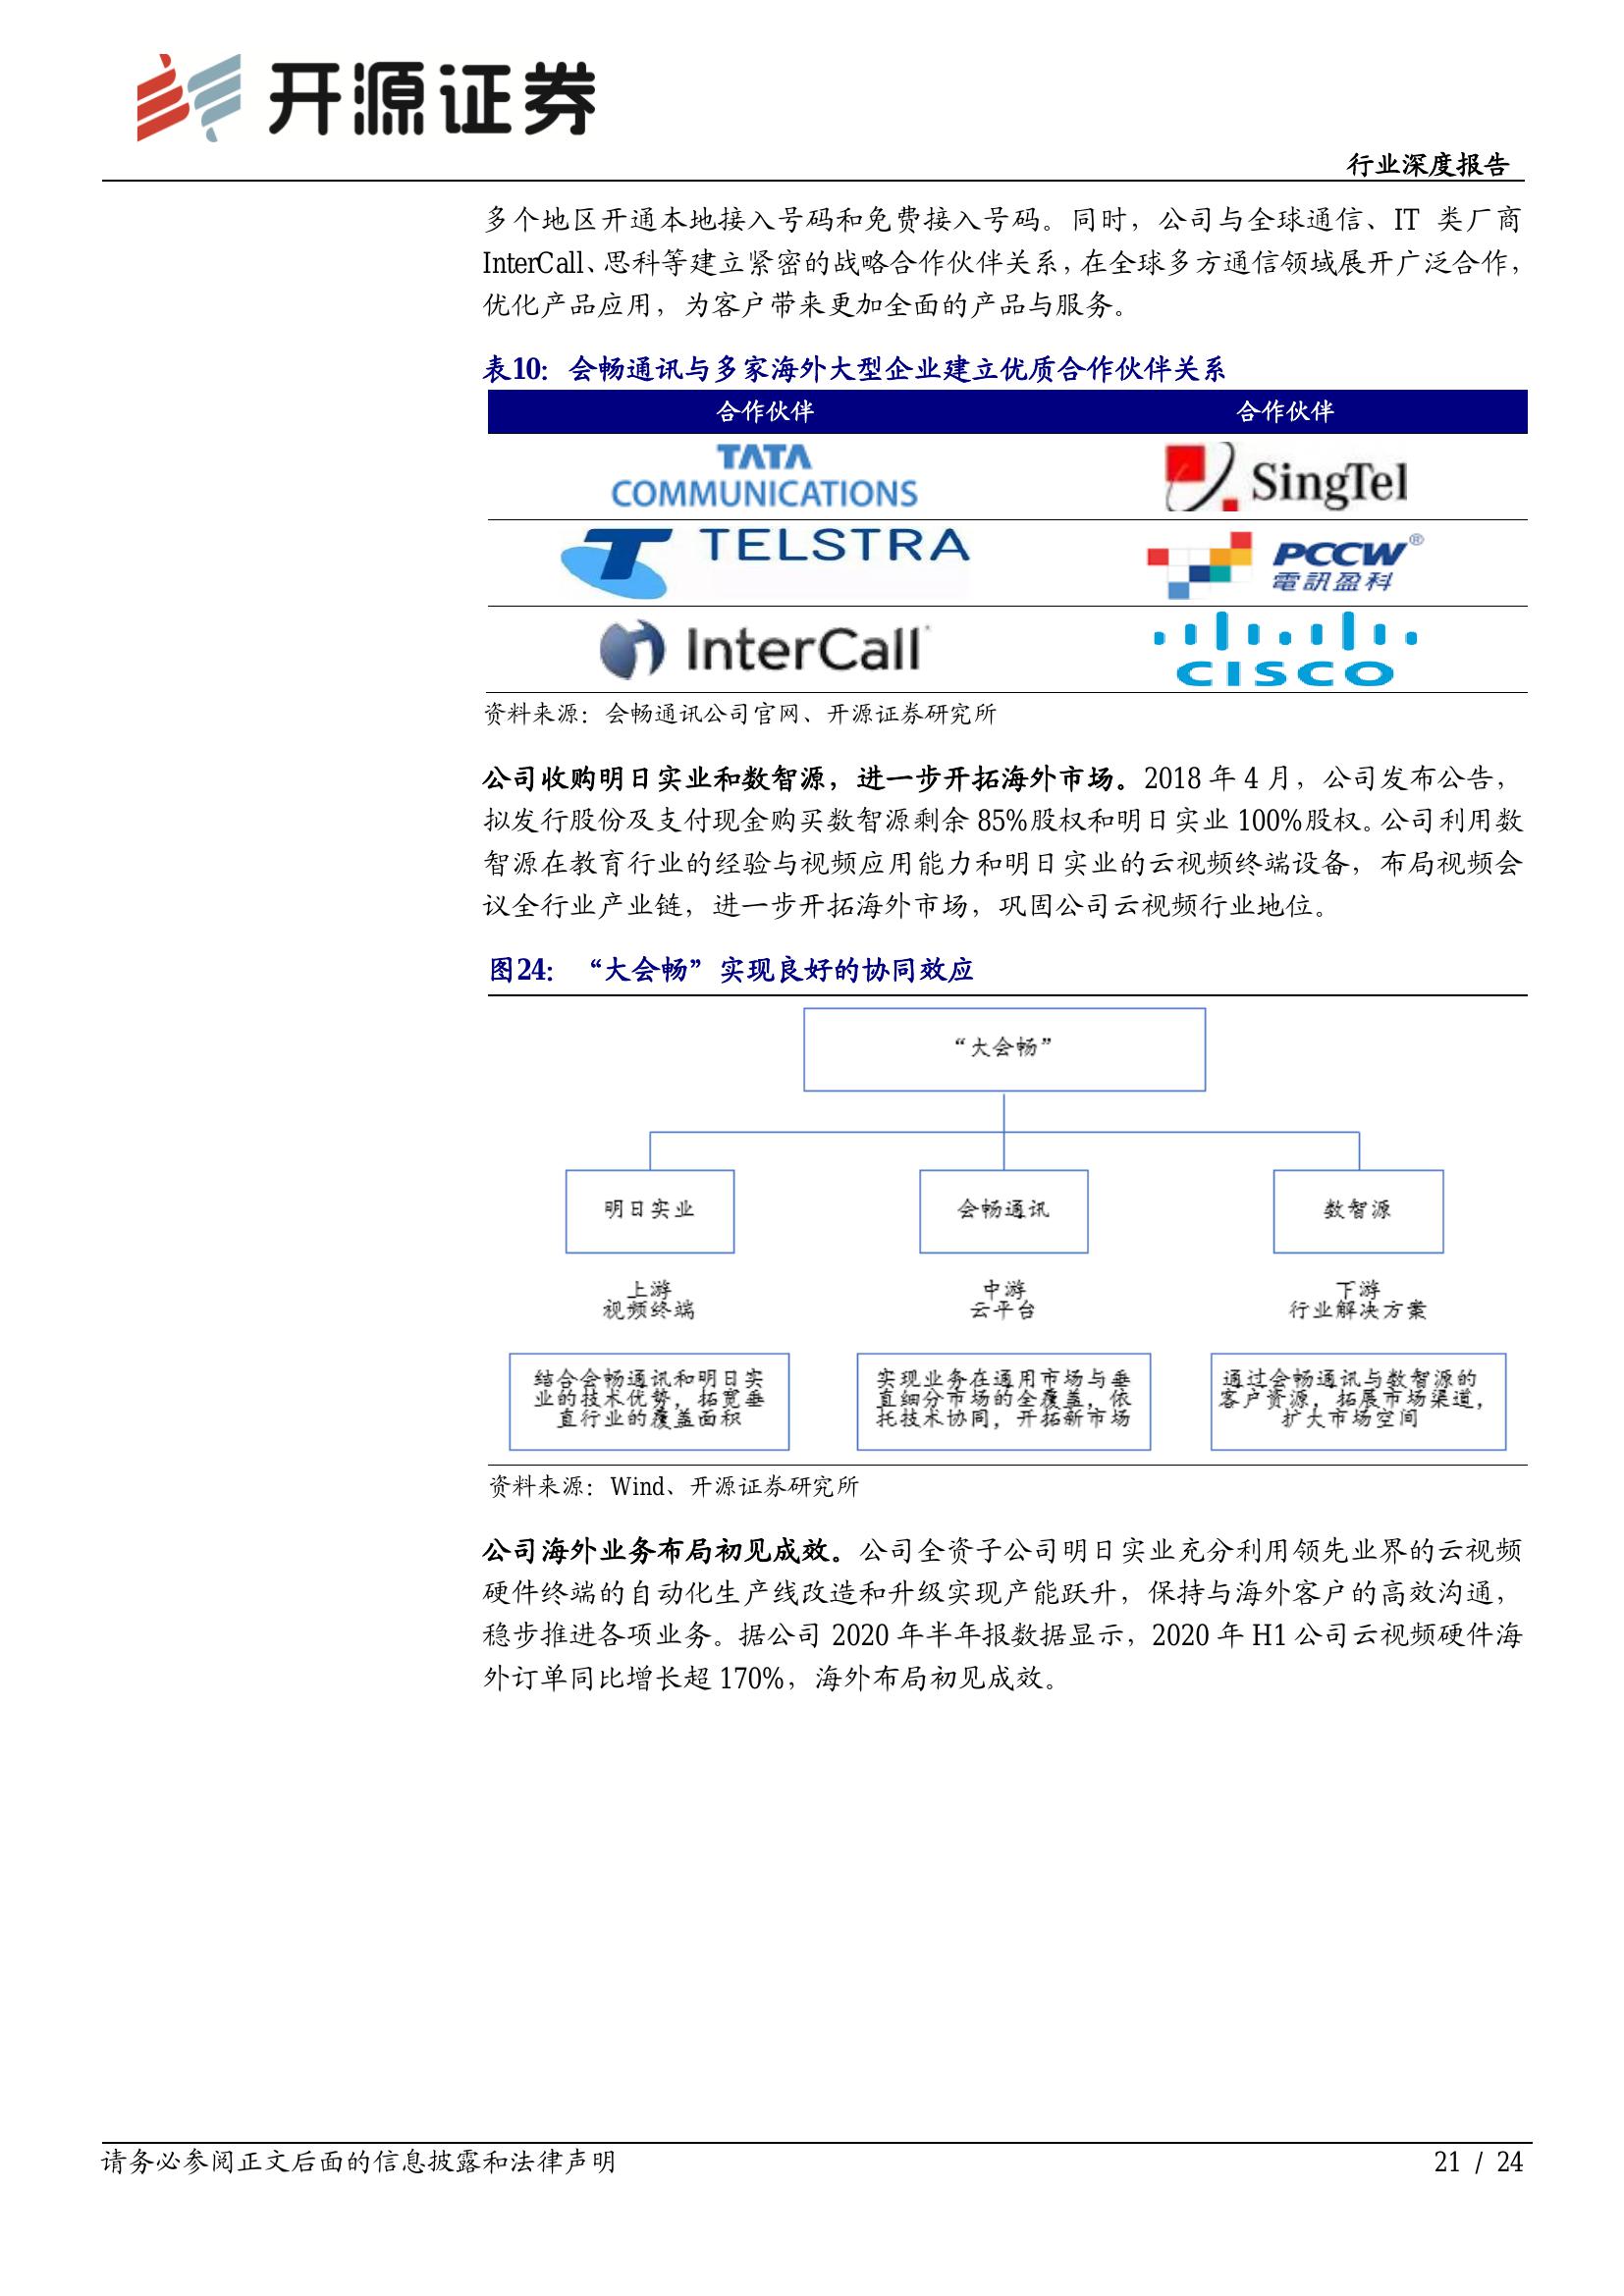 开源证券
行业深度报告
多个地区开通本地接入号码和免费接入号码。同时，公司与全球通信、IT 类厂商
InterCall、思科等建立紧密的战略合作伙伴关系，在全球多方通信领域展开广泛合作，
优化产品应用，为客户带来更加全面的产品与服务。
表10： 会畅通讯与多家海外大型企业建立优质合作伙伴关系
合作伙伴 合作伙伴
TATA
COMMUNICATIONS
SingTel
TELSTRA
PCCW®
電訊盈科
InterCall
CISCO
资料来源：会畅通讯公司官网、开源证券研究所
公司收购明日实业和数智源，进一步开拓海外市场。2018 年 4 月，公司发布公告，
拟发行股份及支付现金购买数智源剩余 85%股权和明日实业 100%股权。公司利用数
智源在教育行业的经验与视频应用能力和明日实业的云视频终端设备，布局视频会
议全行业产业链，进一步开拓海外市场，巩固公司云视频行业地位。
图24： “大会畅”实现良好的协同效应
“大会畅”
明日实业 会畅通讯 数智源
上游 中游 下游
视频终端 云平台 行业解决方案
结合会畅通讯和明日实
业的技术优势，拓宽垂
直行业的覆盖面积
实现业务在通用市场与垂
直细分市场的全覆盖，依
托技术协同，开拓新市场
通过会畅通讯与数智源的
客户资源，拓展市场渠道，
扩大市场空间
资料来源：Wind、开源证券研究所
公司海外业务布局初见成效。公司全资子公司明日实业充分利用领先业界的云视频
硬件终端的自动化生产线改造和升级实现产能跃升，保持与海外客户的高效沟通，
稳步推进各项业务。据公司 2020 年半年报数据显示，2020 年 H1 公司云视频硬件海
外订单同比增长超 170%，海外布局初见成效。
请务必参阅正文后面的信息披露和法律声明
21 / 24